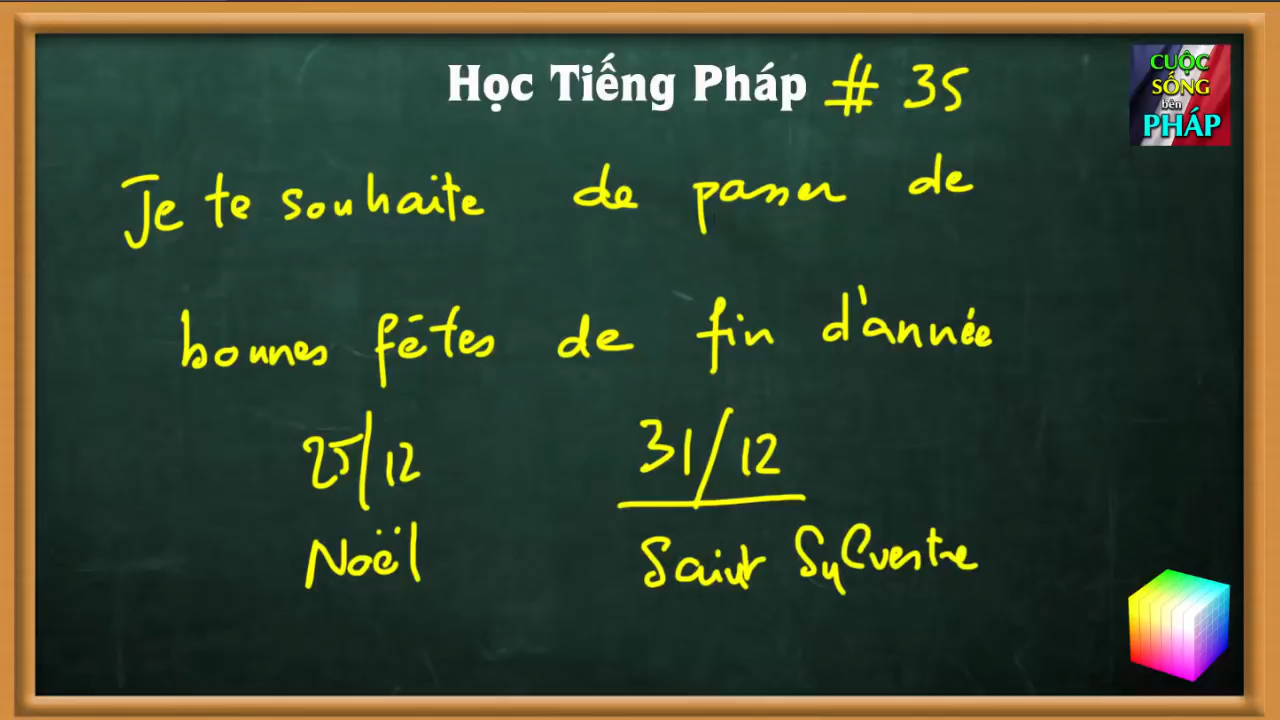 Học Tiếng Pháp # 35
CUỘC
SỐNG
bên
PHÁP
Je te souhaite de passer de
bonnes fêtes de fin d'année
25/12 31/12
Noël Saint Sylvestre